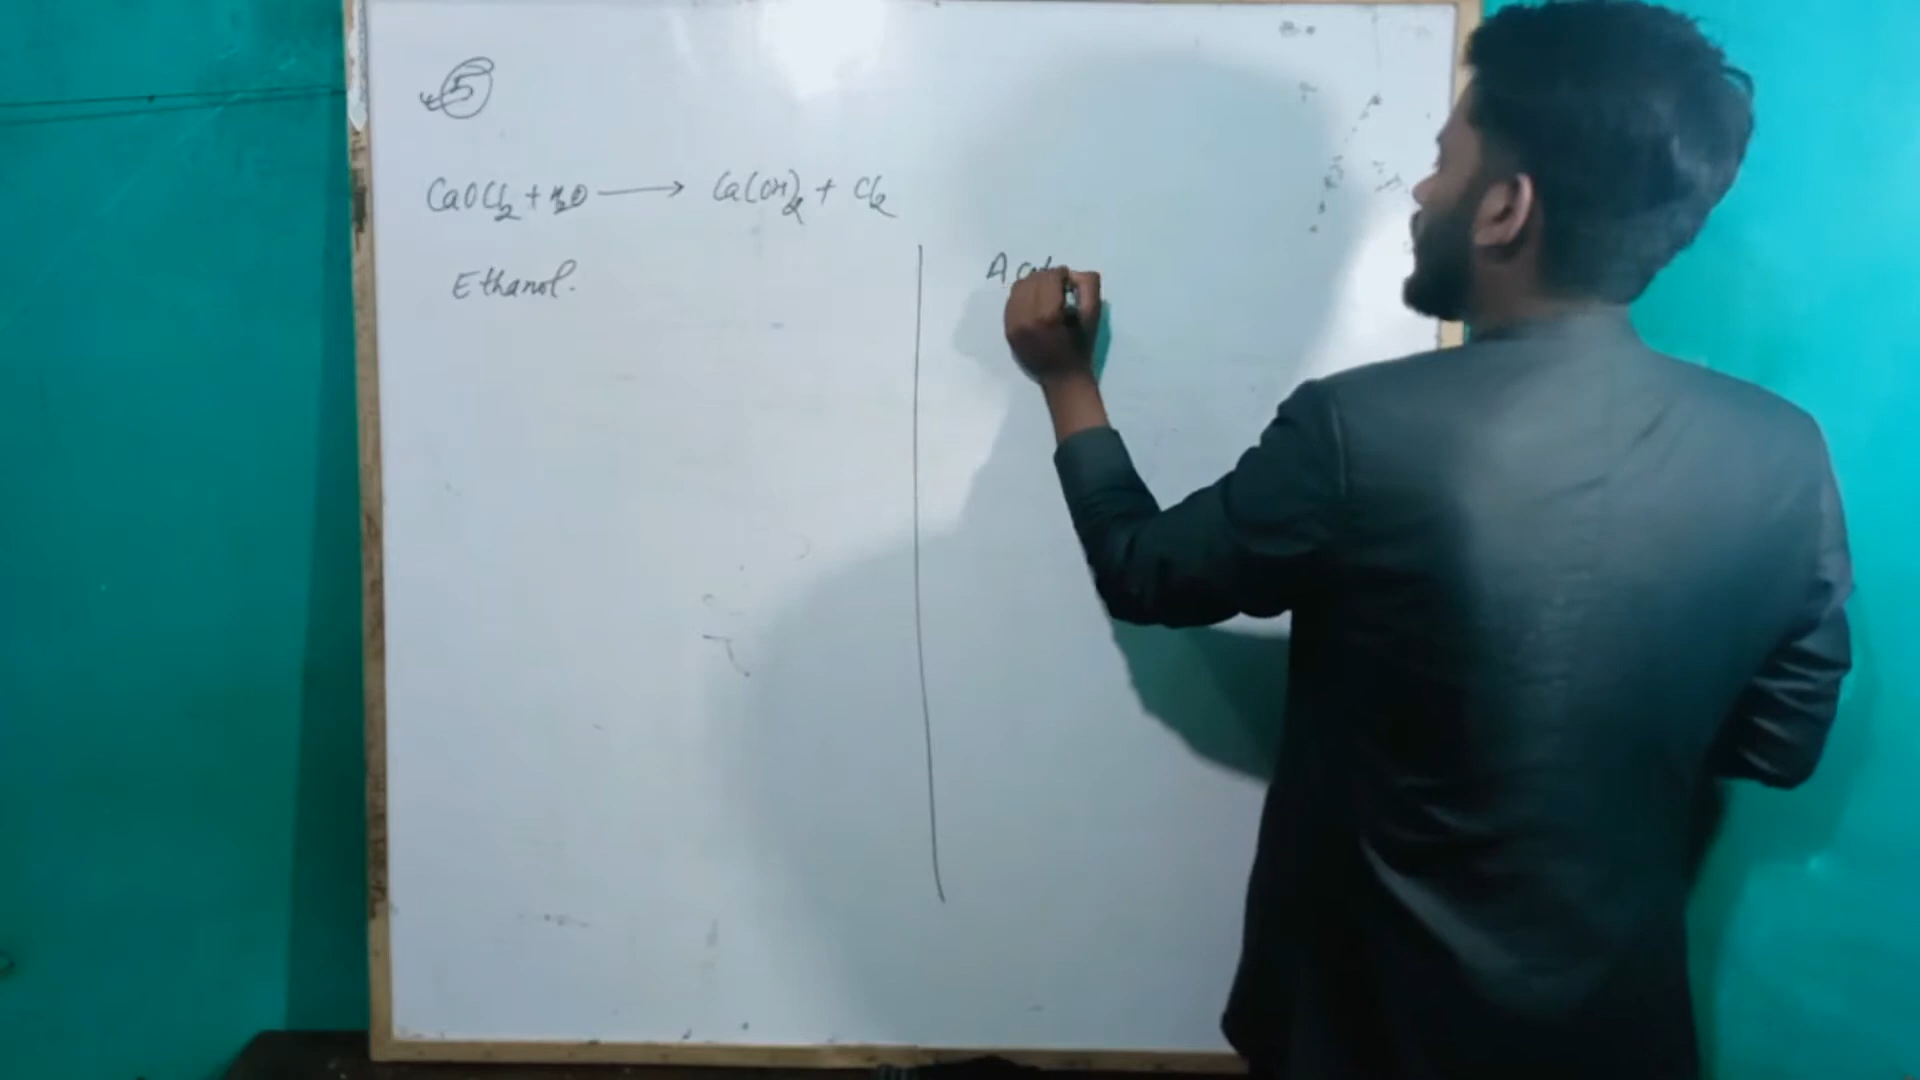 5
CaOCl₂ + H₂O ⟶ Ca(OH)₂ + Cl₂
Ethanol.